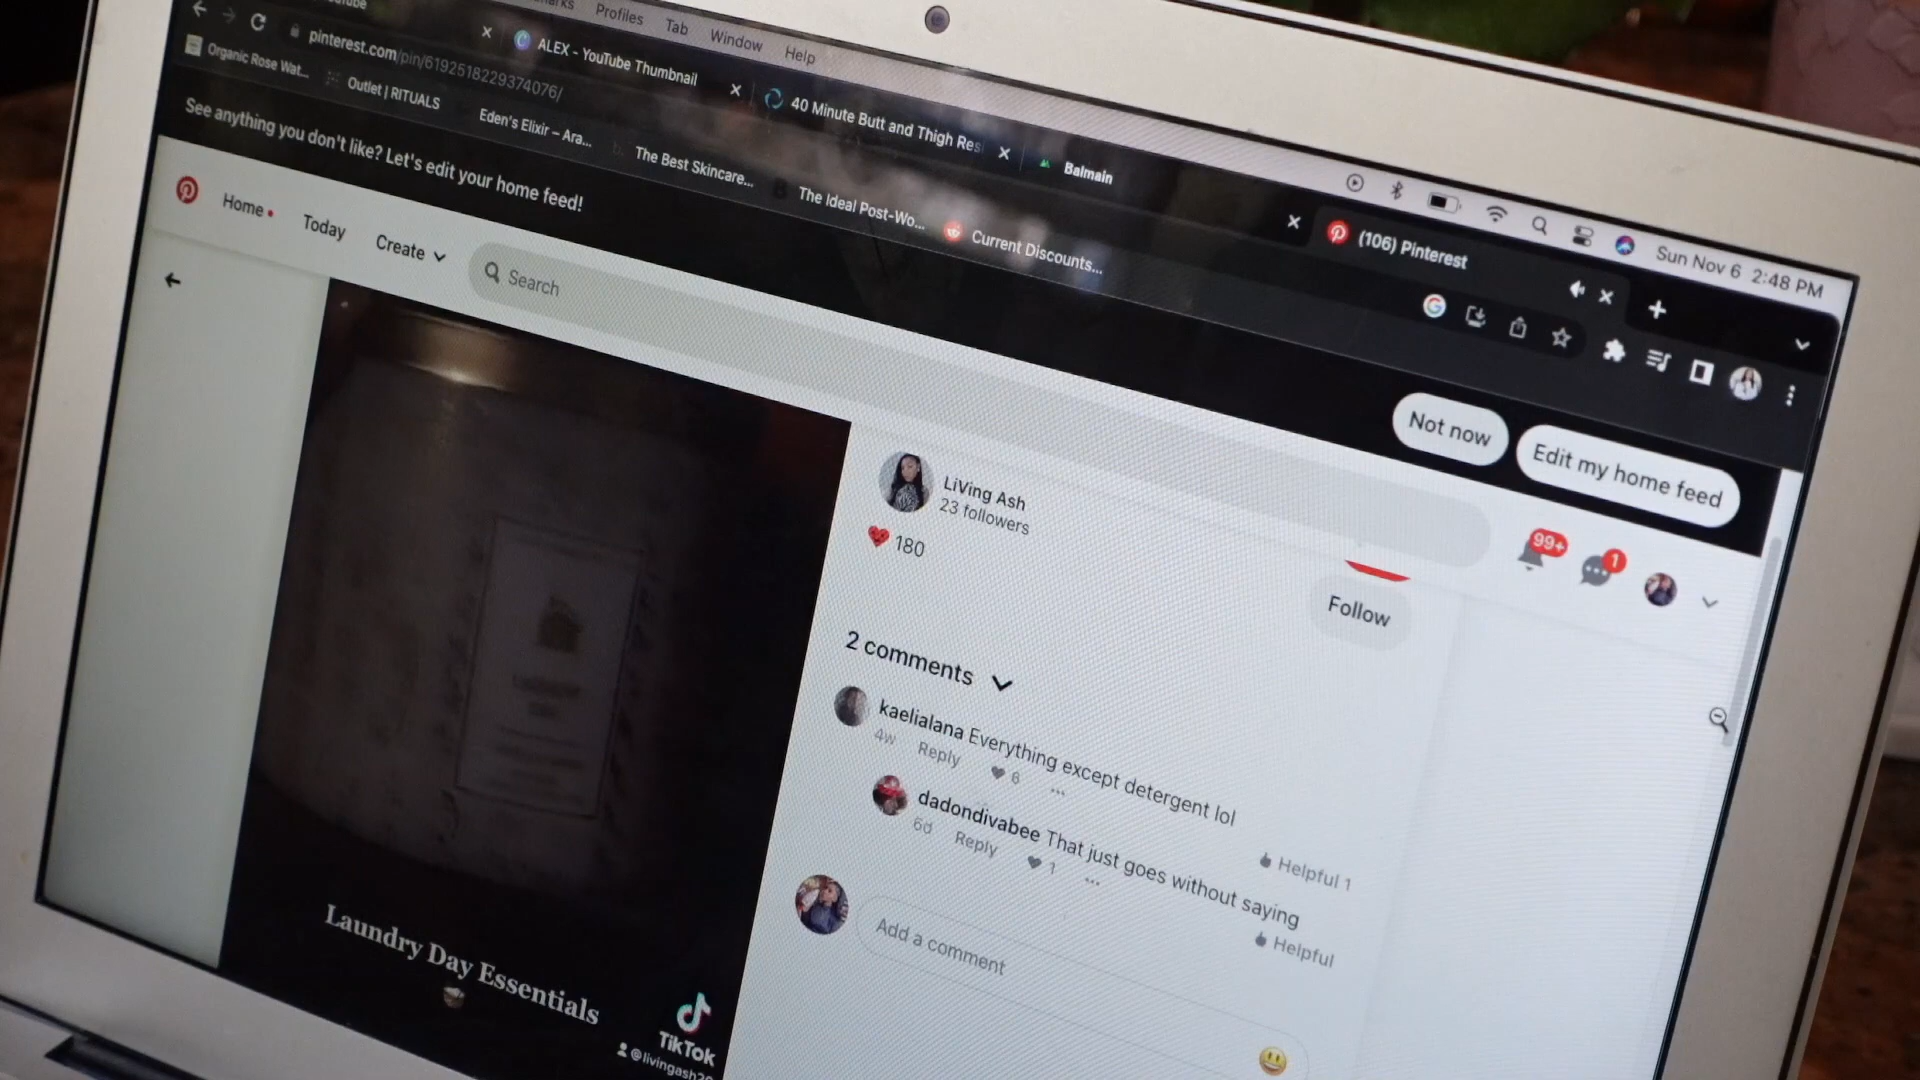 Profiles Tab Window Help
Sun Nov 6 2:48 PM
ALEX - YouTube Thumbnail
40 Minute Butt and Thigh Res
Balmain
(106) Pinterest
pinterest.com/pin/6192518229374076/
Organic Rose Wat...
Outlet | RITUALS
Eden's Elixir – Ara...
The Best Skincare...
The Ideal Post-Wo...
Current Discounts...
See anything you don't like? Let's edit your home feed!
Not now
Edit my home feed
Home
Today
Create
Search
99+
1
LiVing Ash
23 followers
180
Follow
2 comments
kaelialana Everything except detergent lol
4w Reply 6
Helpful 1
dadondivabee That just goes without saying
6d Reply 1
Helpful
Add a comment
Laundry Day Essentials
TikTok